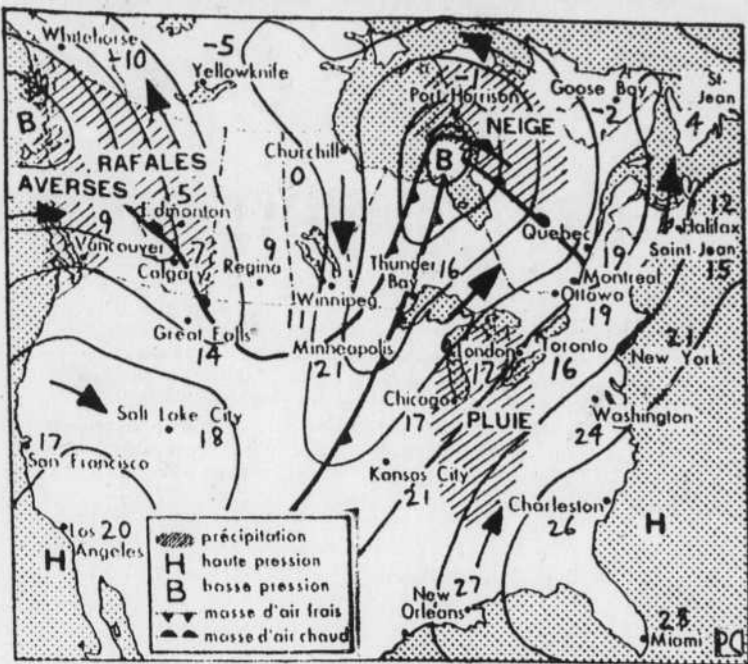 Whitehorse
-10
-5
Yellowknife
-1
Port Harrison
Goose Bay
-2
St-
Jean
4
B
NEIGE
RAFALES
AVERSES
Churchill
0
B
5
Edmonton
9
Vancouver
7
Calgary
9
Regina
Winnipeg
11
Thunder
Bay
16
Quebec
12
Halifax
Saint-Jean
15
19
Montreal
Ottawa
19
Great Falls
14
Minneapolis
21
London
17
Toronto
16
21
New York
Salt Lake City
18
Chicago
17
PLUIE
Washington
24
17
San Francisco
Kansas City
21
Charleston
26
H
Los
Angeles
20
H
précipitation
H haute pression
B basse pression
masse d'air frais
masse d'air chaud
New
Orleans
27
28
Miami
PC